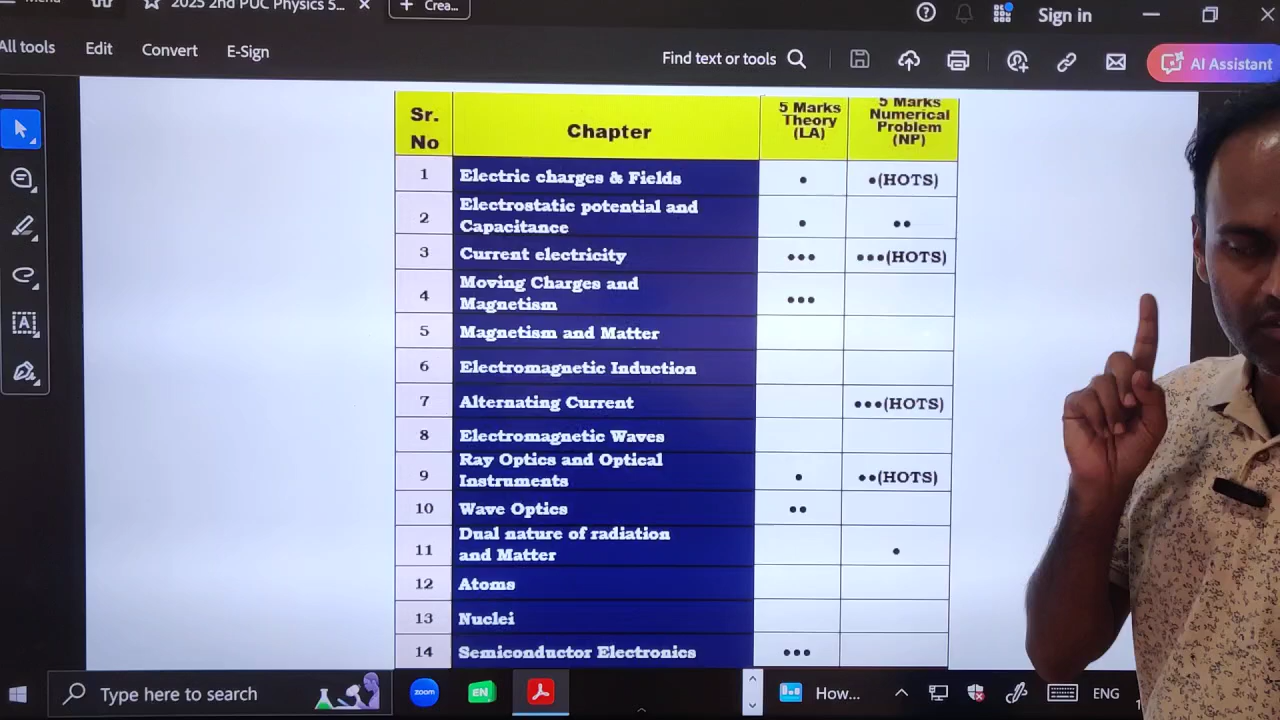 2025 2nd PUC Physics 5...
+ Crea...
Sign in
All tools
Edit
Convert
E-Sign
Find text or tools
AI Assistant
Sr. No
Chapter
5 Marks Theory (LA)
5 Marks Numerical Problem (NP)
1 Electric charges & Fields • •(HOTS)
2 Electrostatic potential and
Capacitance • ••
3 Current electricity ••• •••(HOTS)
4 Moving Charges and
Magnetism •••
5 Magnetism and Matter
6 Electromagnetic Induction
7 Alternating Current •••(HOTS)
8 Electromagnetic Waves
9 Ray Optics and Optical
Instruments • ••(HOTS)
10 Wave Optics ••
11 Dual nature of radiation
and Matter •
12 Atoms
13 Nuclei
14 Semiconductor Electronics •••
Type here to search
zoom
EN
How...
ENG